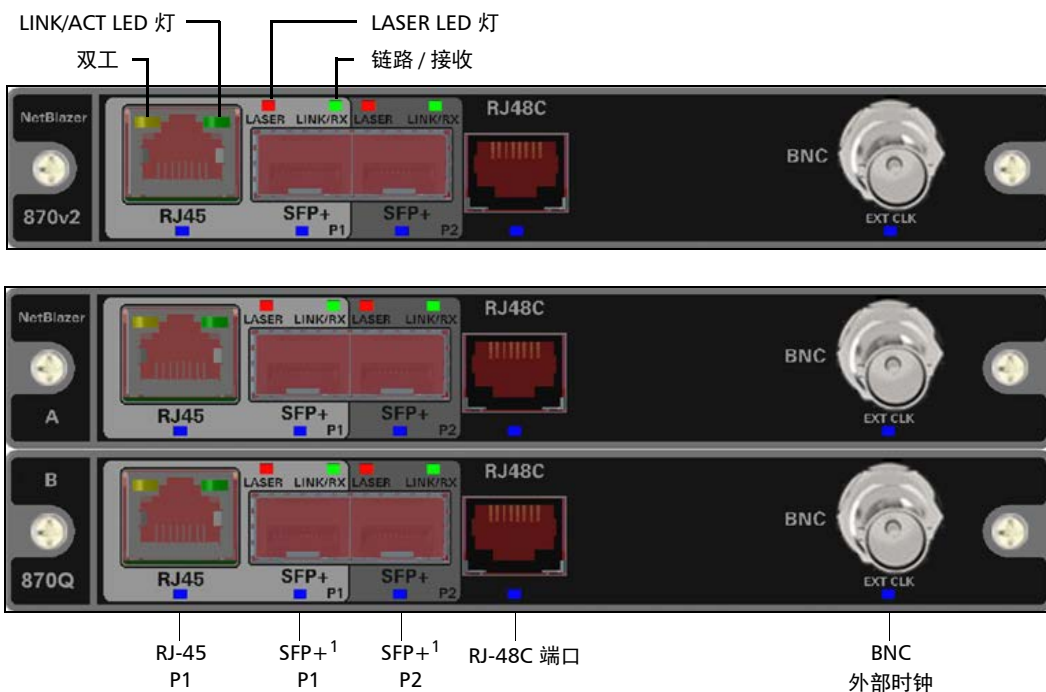 LINK/ACT LED 灯
LASER LED 灯
双工
链路 / 接收
NetBlazer
LASER LINK/RX LASER LINK/RX
RJ48C
BNC
870v2
RJ45
SFP+
SFP+
P1
P2
EXT CLK
NetBlazer
LASER LINK/RX LASER LINK/RX
RJ48C
BNC
A
RJ45
SFP+
SFP+
P1
P2
EXT CLK
B
LASER LINK/RX LASER LINK/RX
RJ48C
BNC
870Q
RJ45
SFP+
SFP+
P1
P2
EXT CLK
RJ-45
P1
SFP+1
P1
SFP+1
P2
RJ-48C 端口
BNC
外部时钟